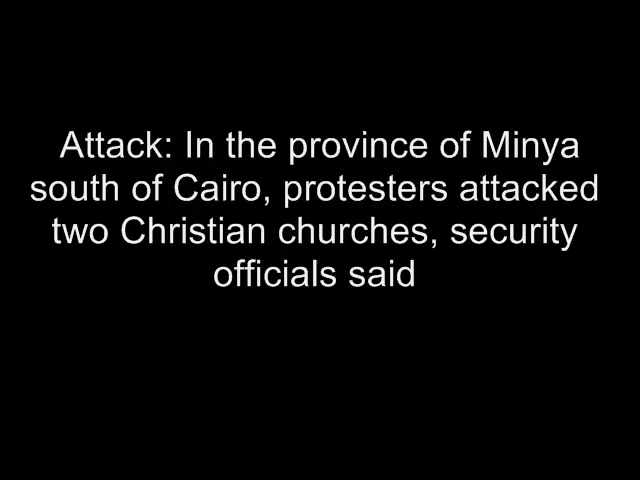 Attack: In the province of Minya
south of Cairo, protesters attacked
two Christian churches, security
officials said